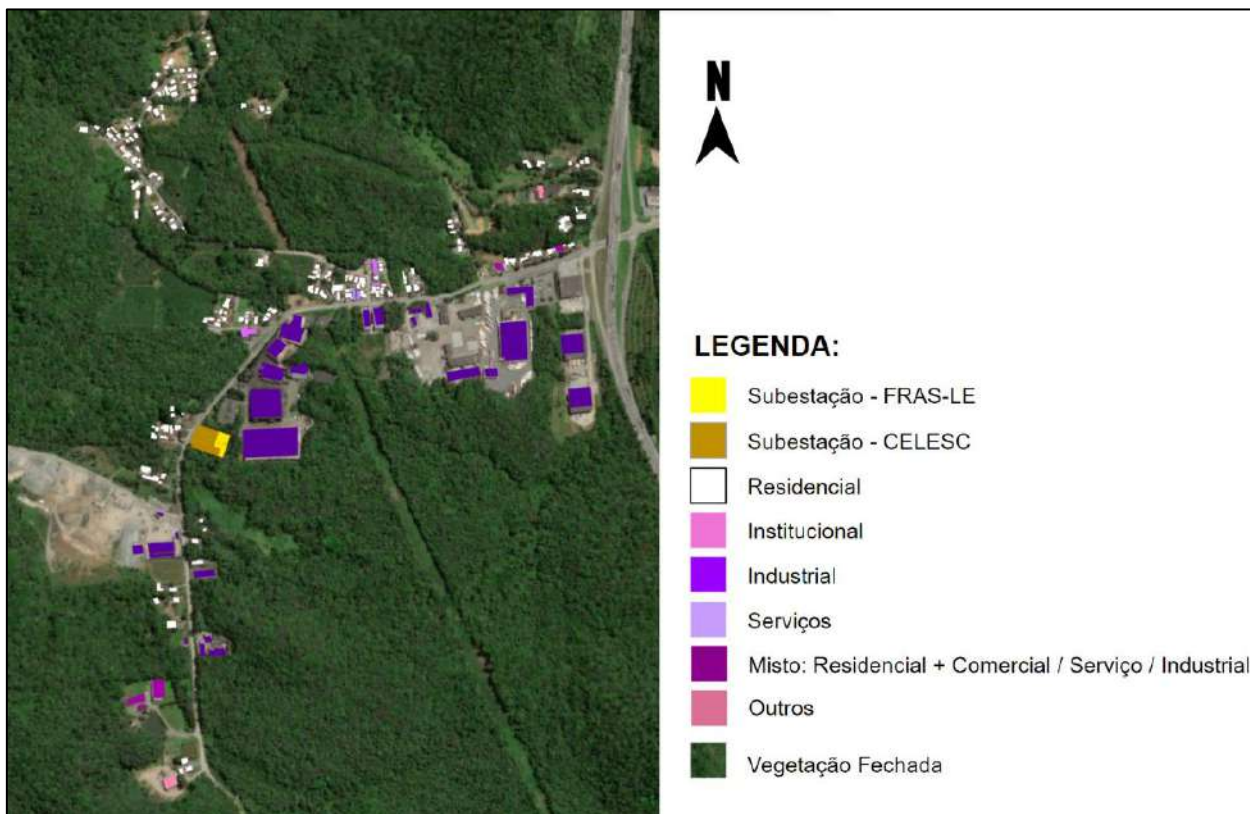 N
LEGENDA:
Subestação - FRAS-LE
Subestação - CELESC
Residencial
Institucional
Industrial
Serviços
Misto: Residencial + Comercial / Serviço / Industrial
Outros
Vegetação Fechada